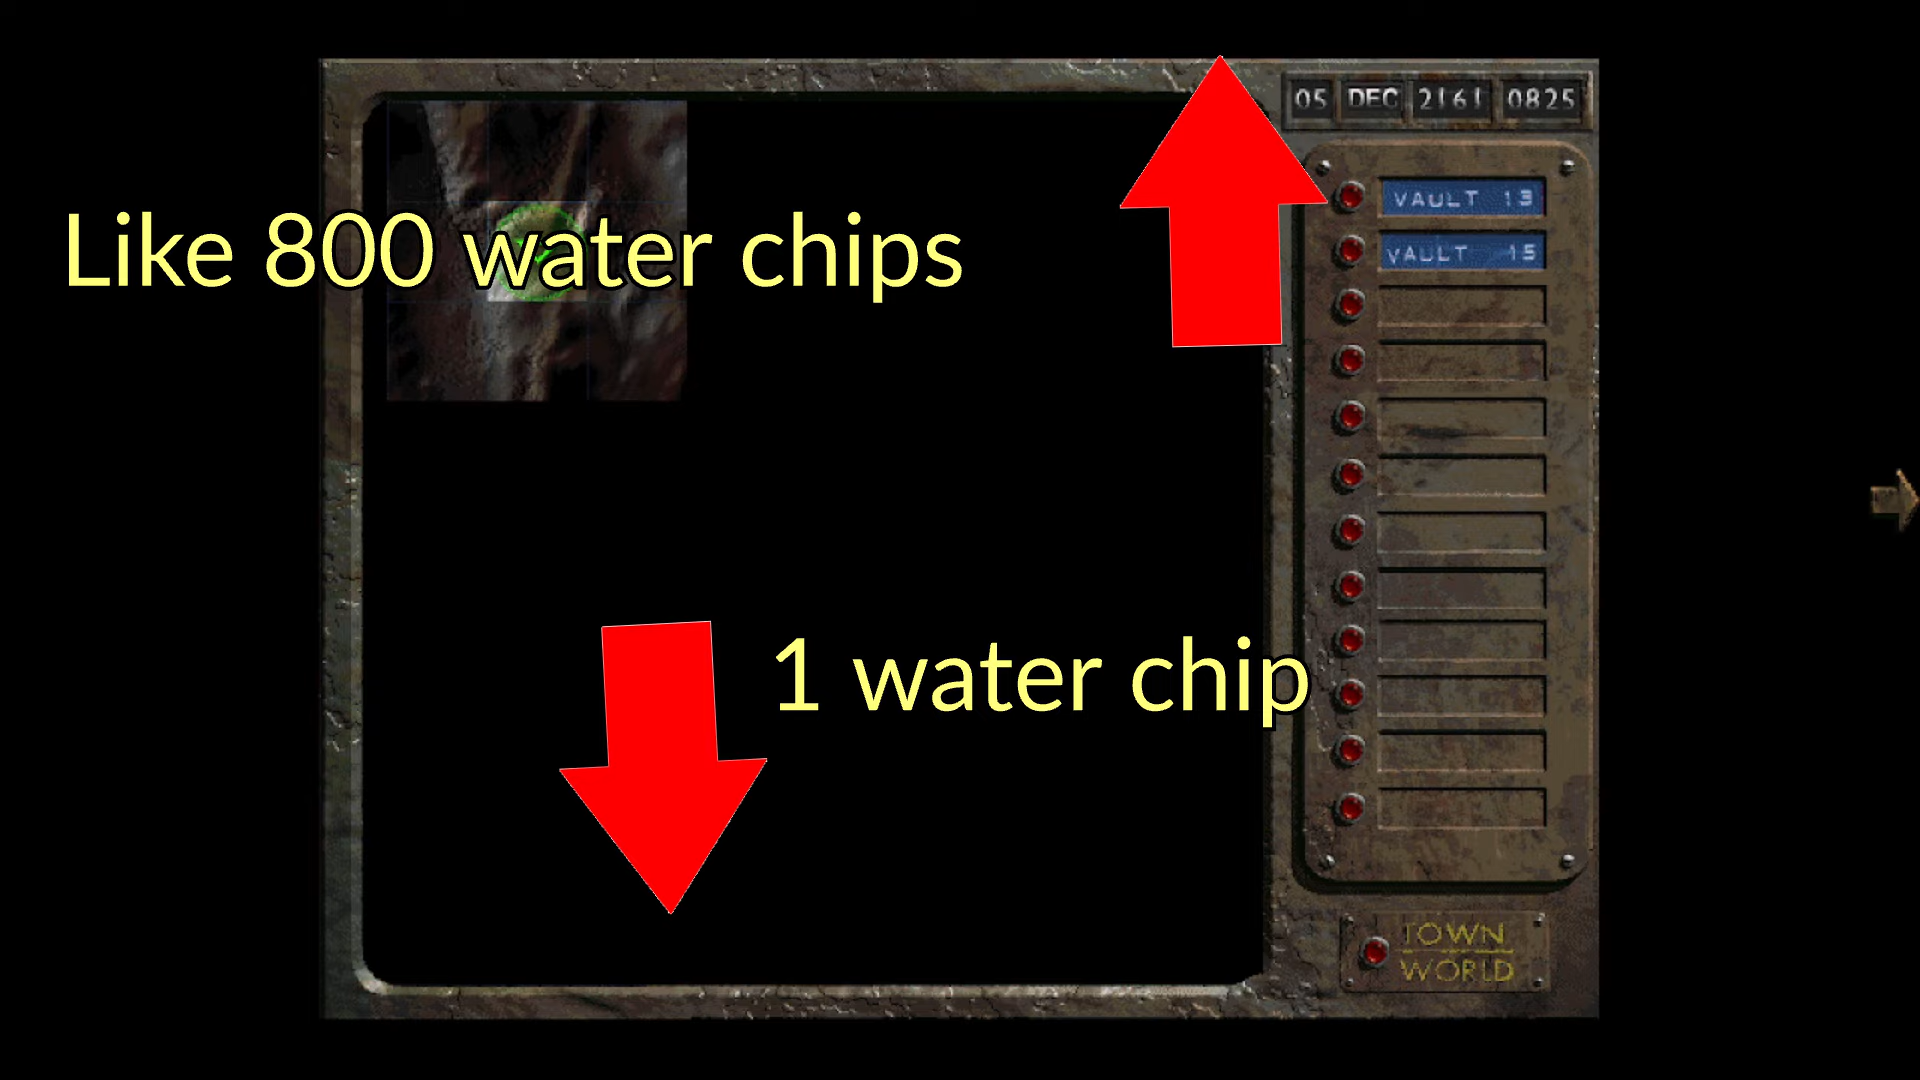 05 DEC 2161 0825
VAULT 13
Like 800 water chips
VAULT 15
1 water chip
TOWN
WORLD